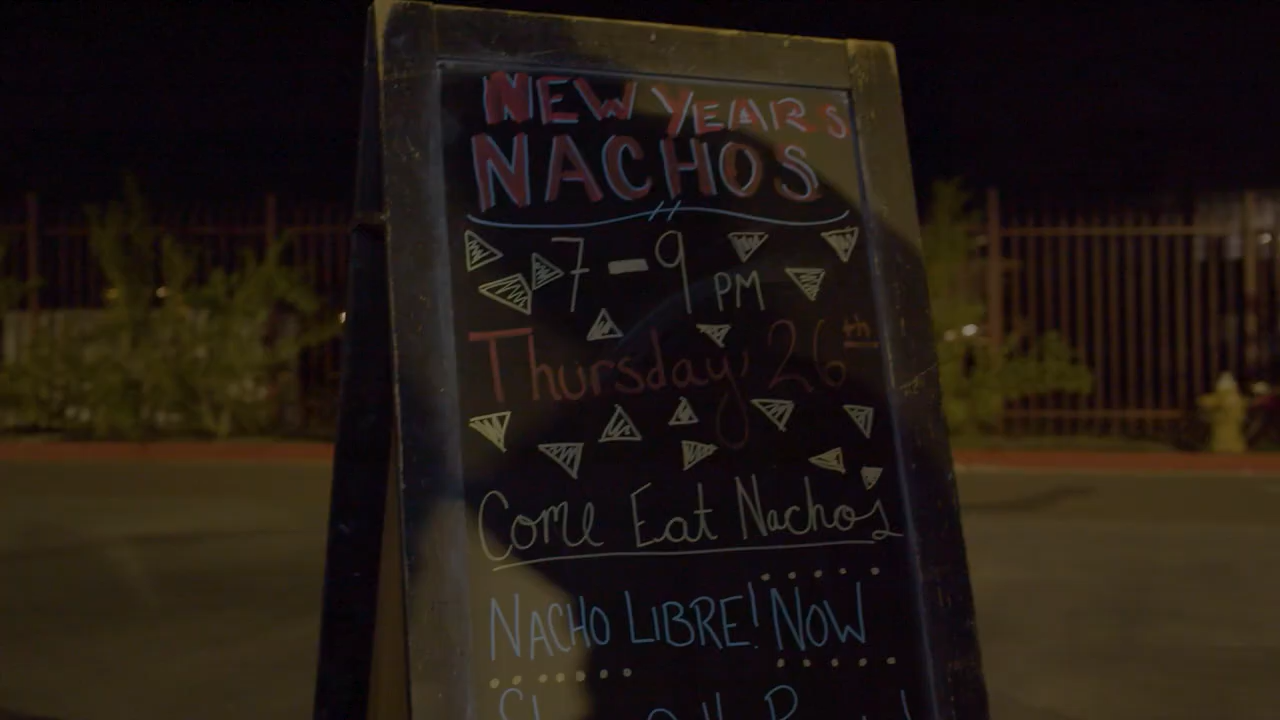 NEW YEARS
NACHOS
7-9 PM
Thursday, 26th
Come Eat Nachos
NACHO LIBRE! NOW